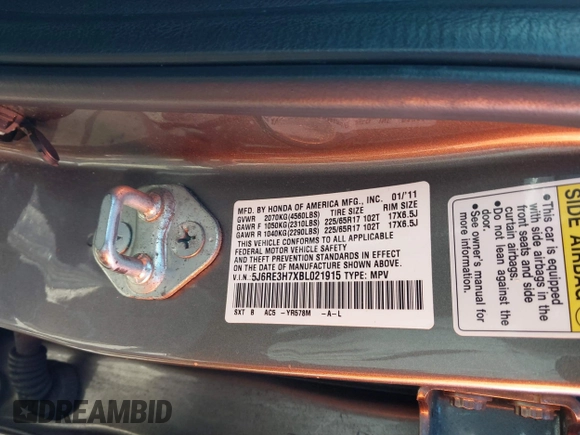 MFD. BY HONDA OF AMERICA MFG., INC. 01/11
GVWR 2070KG(4560LBS) TIRE SIZE RIM SIZE
GAWR F 1050KG(2310LBS) 225/65R17 102T 17X6.5J
GAWR R 1040KG(2290LBS) 225/65R17 102T 17X6.5J
THIS VEHICLE CONFORMS TO ALL APPLICABLE
FEDERAL MOTOR VEHICLE SAFETY
AND THEFT PREVENTION STANDARDS IN EFFECT
ON THE DATE OF MANUFACTURE SHOWN ABOVE.
V.I.N.: 5J6RE3H7XBL021915 TYPE: MPV
SXT B AC5 -YR578M -A-L
SIDE AIRBAG
•This car is equipped
with side airbags in the
front seats and side
curtain airbags.
•Do not lean against the
door.
•See owner's manual for
more information.
DREAMBID